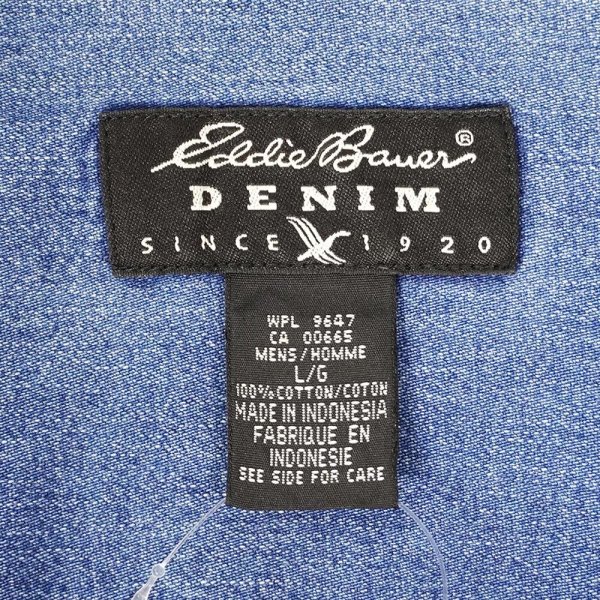 Eddie Bauer®
DENIM
SINCE 1920
WPL 9647
CA 00665
MENS/HOMME
L/G
100% COTTON/COTON
MADE IN INDONESIA
FABRIQUE EN
INDONESIE
SEE SIDE FOR CARE